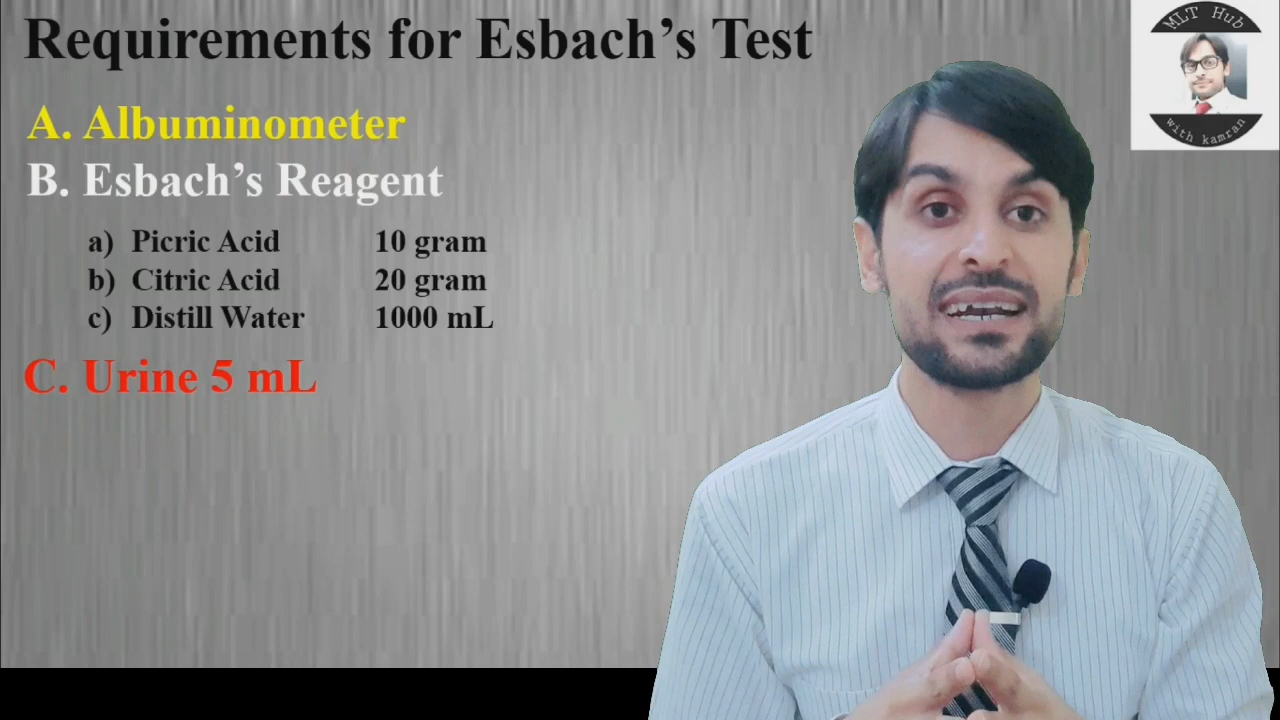 Requirements for Esbach’s Test
MLT Hub
with kamran
A. Albuminometer
B. Esbach’s Reagent
a) Picric Acid 10 gram
b) Citric Acid 20 gram
c) Distill Water 1000 mL
C. Urine 5 mL